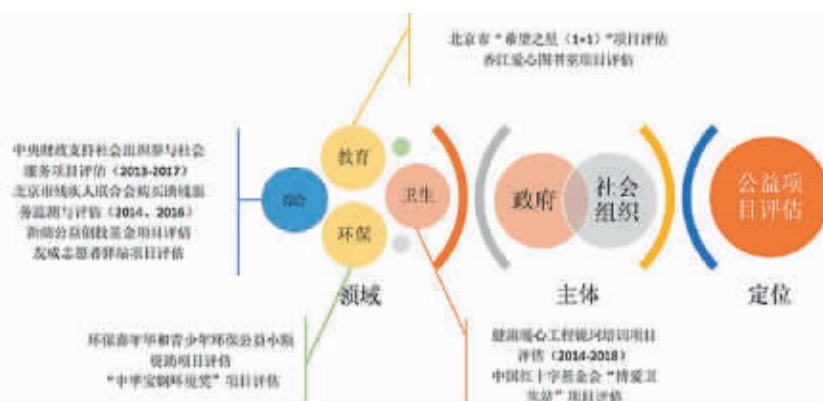 北京市“希望之星（1+1）”项目评估
香江爱心图书室项目评估
中央财政支持社会组织参与社会
服务项目评估（2013-2017）
北京市残疾人联合会购买助残服
务监测与评估（2014、2016）
公益创投基金项目评估
志愿者驿站项目评估
综合
教育
环保
卫生
领域
政府
社会
组织
主体
公益项
目评估
定位
环保嘉年华和青少年环保公益小额
资助项目评估
“中华宝钢环境奖”项目评估
健康暖心工程 培训项目
评估（2014-2018）
中国红十字基金会“博爱卫
生站”项目评估